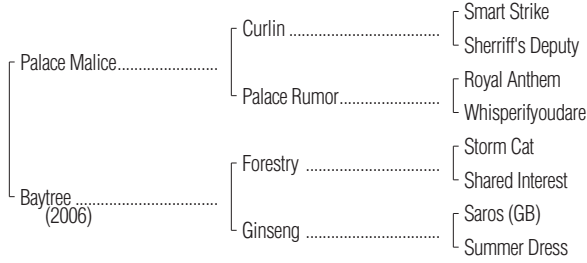 Smart Strike
Curlin ........................
Sherriff's Deputy
Palace Malice........................
Royal Anthem
Palace Rumor........................
Whisperifyoudare
Storm Cat
Forestry ........................
Shared Interest
Baytree ........................
(2006)
Saros (GB)
Ginseng ........................
Summer Dress